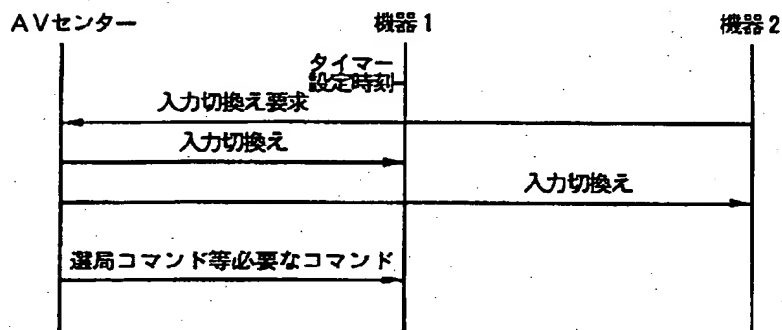 AVセンター
機器1
機器2
タイマー
設定時刻
入力切換え要求
入力切換え
入力切換え
選局コマンド等必要なコマンド